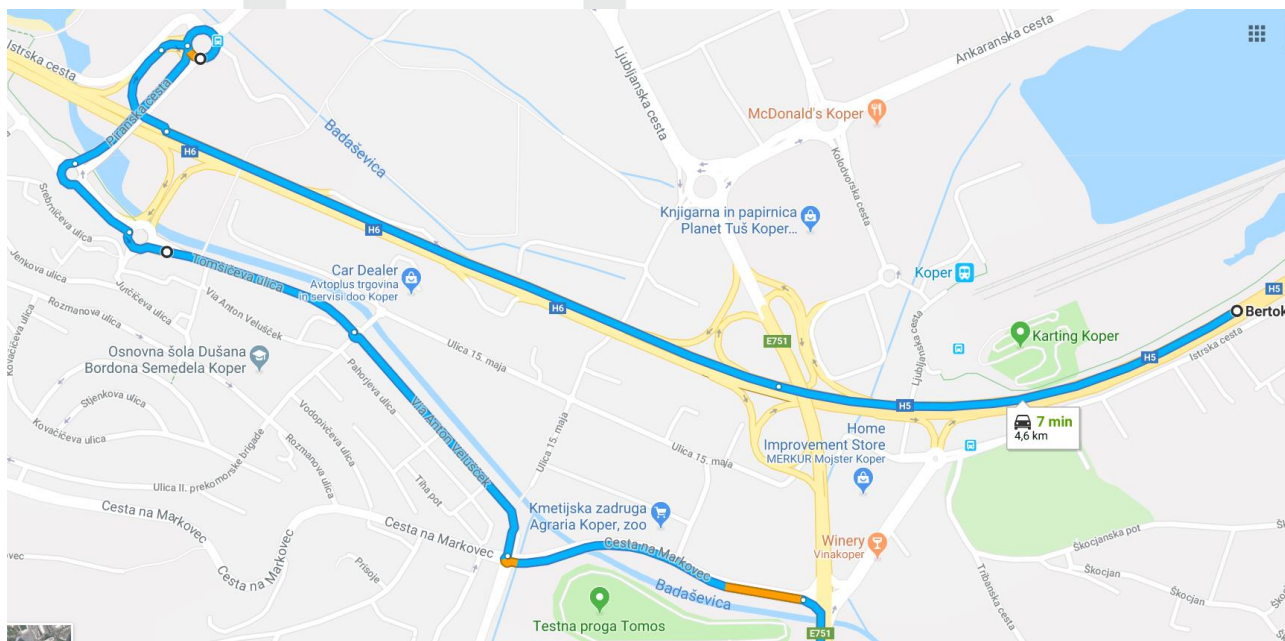 Istrska cesta
Piranska cesta
H6
Badaševica
Ljubljanska cesta
Ankaranska cesta
McDonald's Koper
Kolodvorska cesta
Knjigarna in papirnica
Planet Tuš Koper...
Srebrničeva ulica
Tomšičeva ulica
Car Dealer
Avtoplus trgovina
in servisi doo Koper
H6
H6
Koper
H5
Bertok
Jenkova ulica
Jurčičeva ulica
Via Anton Velušček
Rozmanova ulica
Kovačičeva ulica
Osnovna šola Dušana
Bordona Semedela Koper
Ulica 15. maja
E751
Ljubljanska cesta
Karting Koper
H5
Istrska cesta
Stjenkova ulica
Pahorjeva ulica
Via Anton Velušček
H5
7 min
4,6 km
Kovačičeva ulica
Vodopivčeva ulica
Rozmanova ulica
Ulica 15. maja
Ulica 15. maja
Home
Improvement Store
MERKUR Mojster Koper
Ulica II. prekomorske brigade
Tiha pot
Cesta na Markovec
Cesta na Markovec
Cesta na Markovec
Prisoje
Kmetijska zadruga
Agraria Koper, zoo
Cesta na Markovec
Winery
Vinakoper
Badaševica
Testna proga Tomos
E751
Tribanska cesta
Škocjanska pot
Škocjan
Škocjan